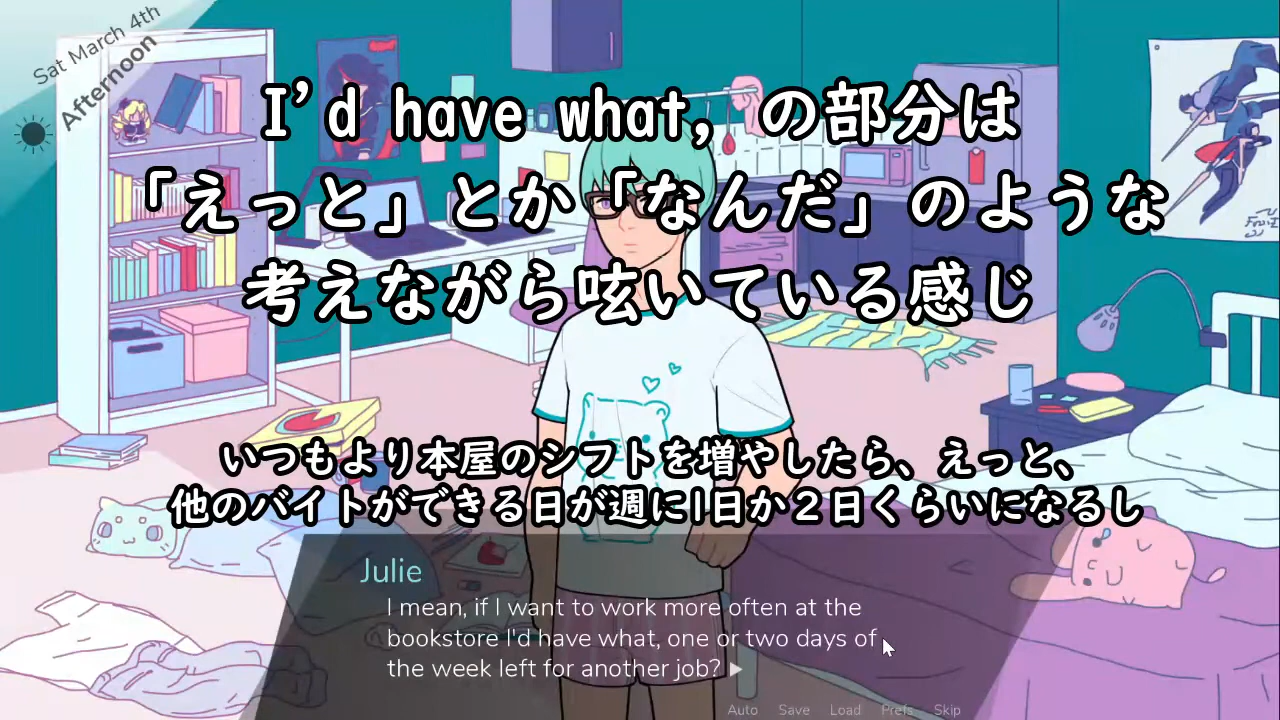 Sat March 4th
Afternoon
I'd have what, の部分は
「えっと」とか「なんだ」のような
考えながら呟いている感じ
いつもより本屋のシフトを増やしたら、えっと、
他のバイトができる日が週に1日か２日くらいになるし
Julie
I mean, if I want to work more often at the
bookstore I'd have what, one or two days of
the week left for another job?
Auto Save Load Prefs Skip